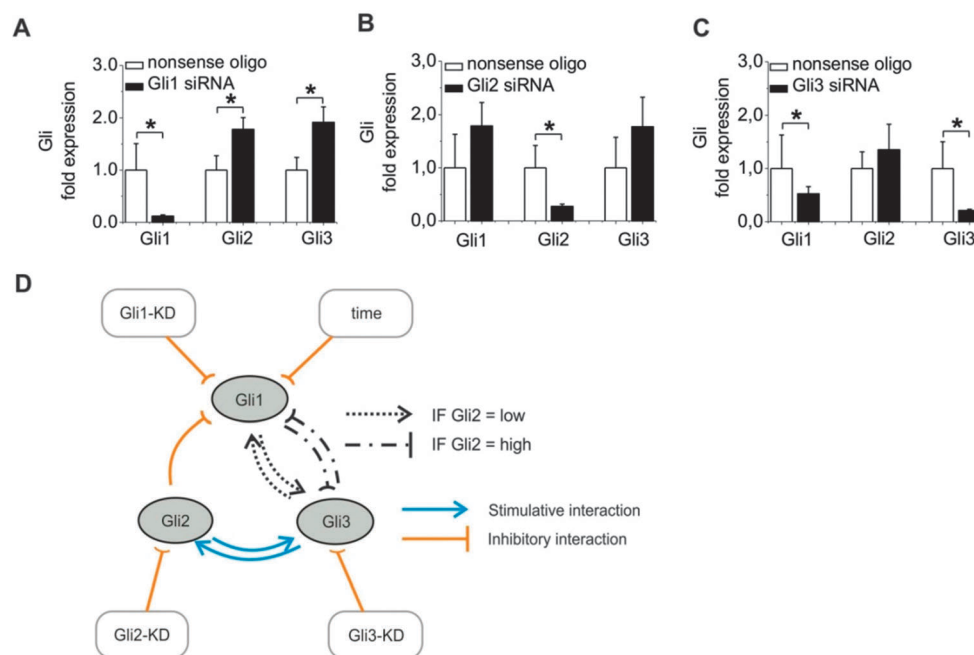 A
B
C
nonsense oligo
Gli1 siRNA
3.0
2.0
1.0
0.0
Gli
fold expression
*
*
*
Gli1
Gli2
Gli3
nonsense oligo
Gli2 siRNA
3,0
2,0
1,0
0,0
Gli
fold expression
*
Gli1
Gli2
Gli3
nonsense oligo
Gli3 siRNA
3,0
2,0
1,0
0,0
Gli
fold expression
*
*
Gli1
Gli2
Gli3
D
Gli1-KD
time
Gli1
IF Gli2 = low
IF Gli2 = high
Gli2
Gli3
Stimulative interaction
Inhibitory interaction
Gli2-KD
Gli3-KD